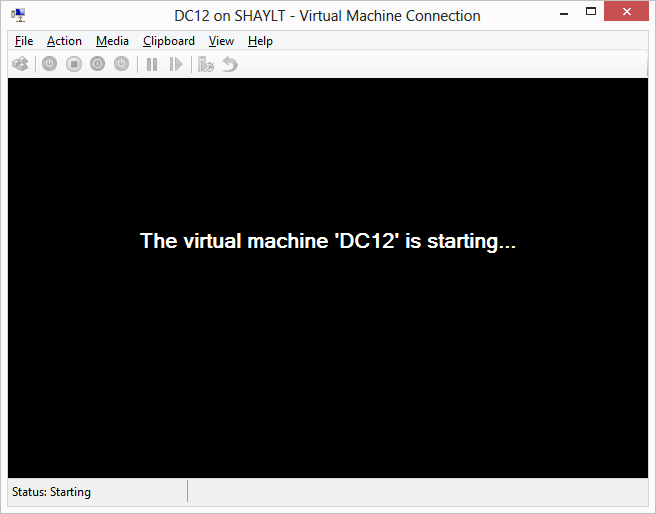 DC12 on SHAYLT - Virtual Machine Connection
File Action Media Clipboard View Help
The virtual machine 'DC12' is starting...
Status: Starting